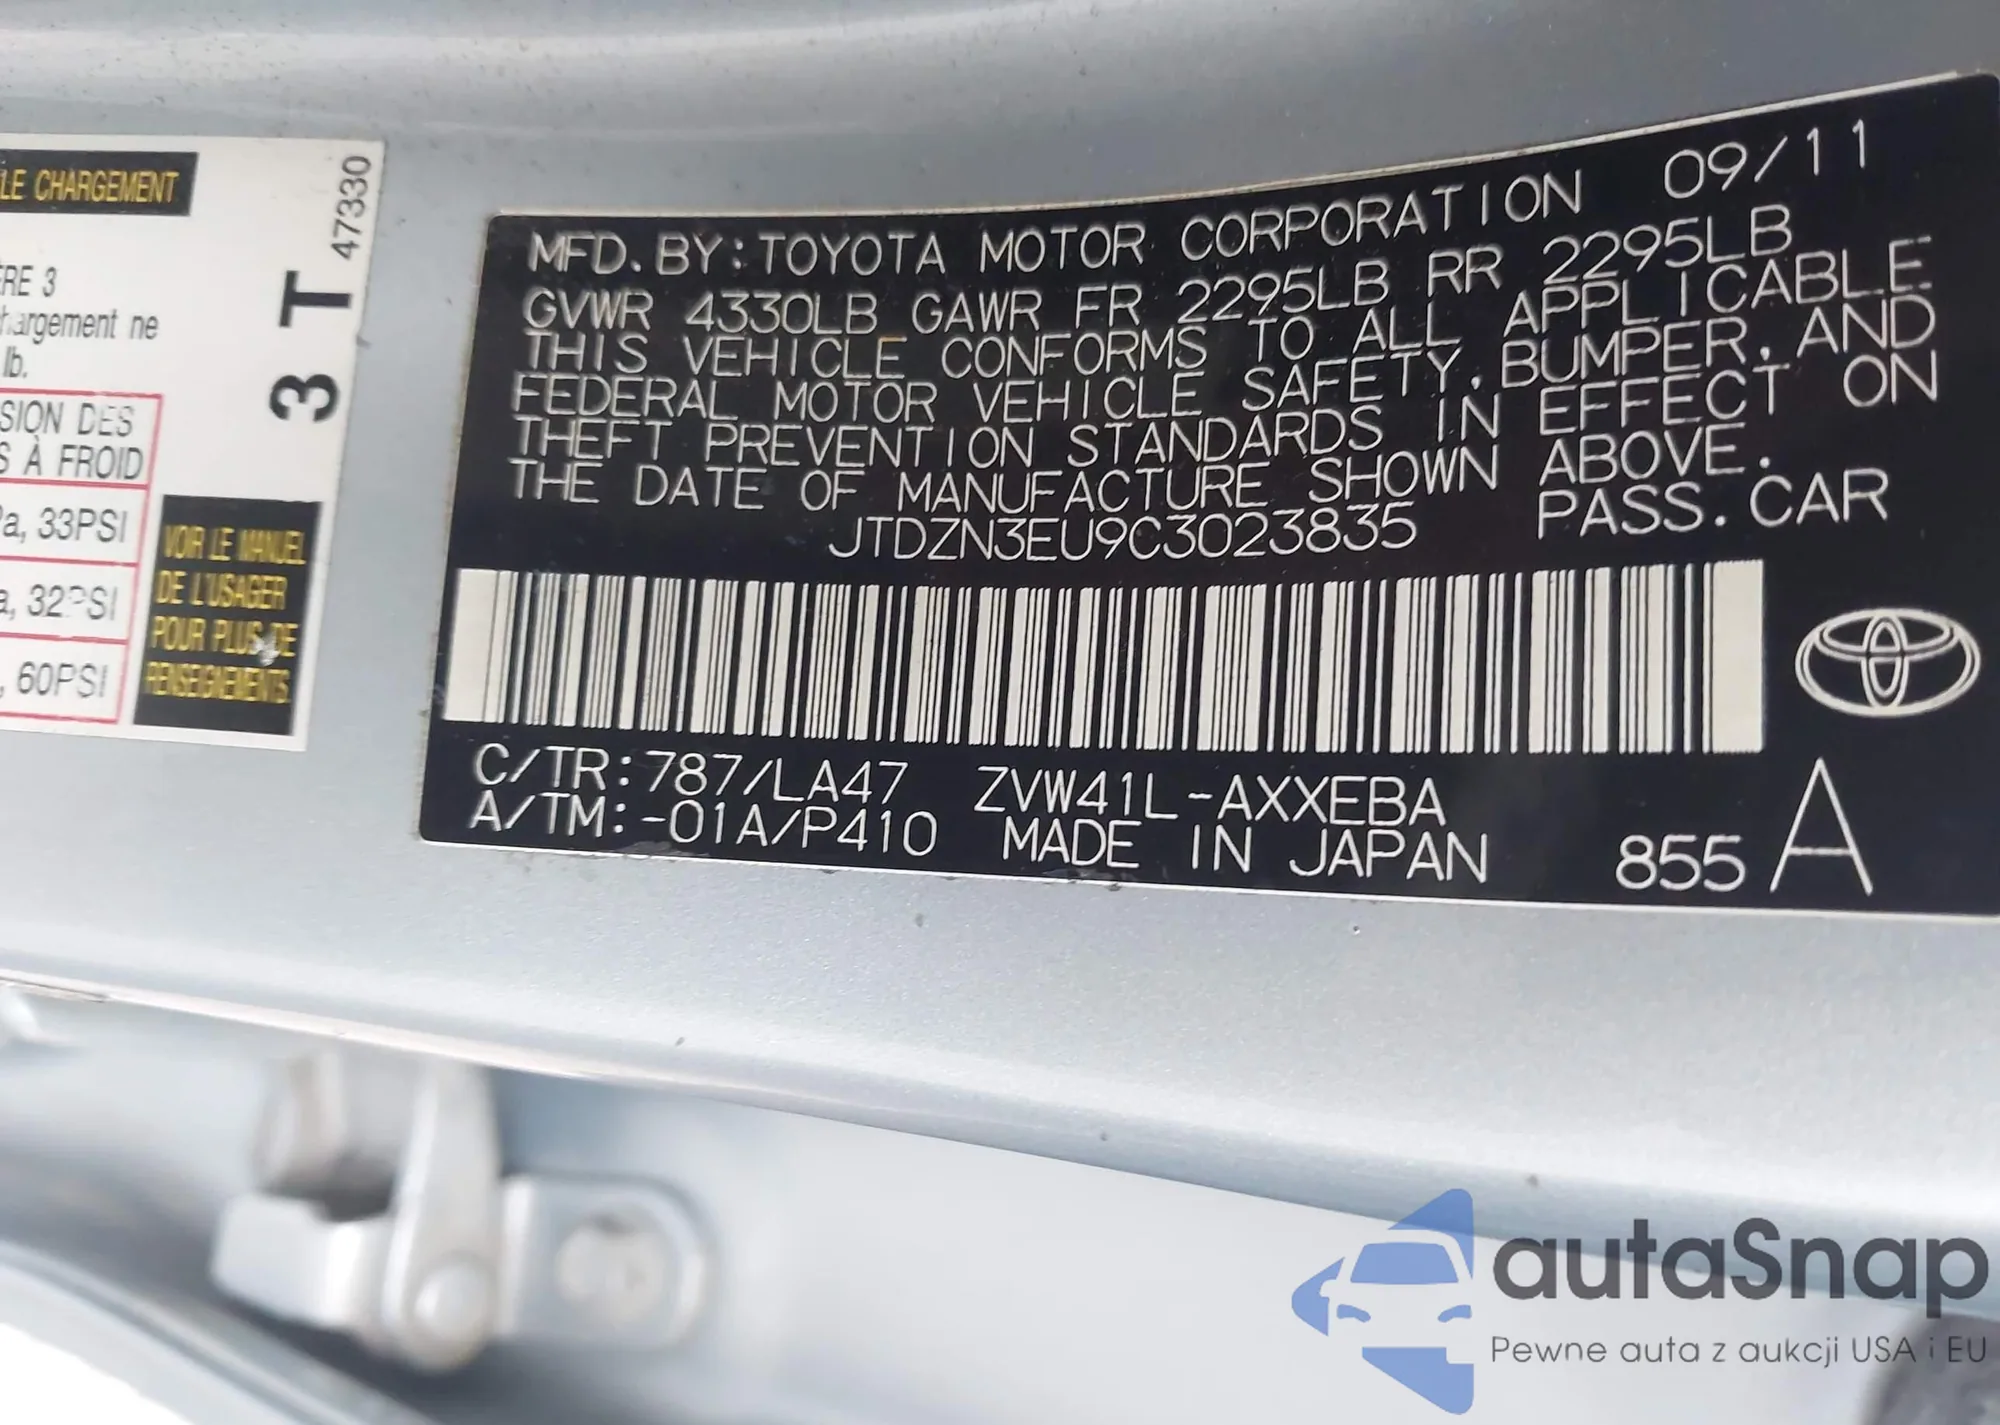 LE CHARGEMENT
ÈRE 3
chargement ne
lb.
SION DES
S À FROID
Pa, 33PSI
a, 32PSI
, 60PSI
3 T
47330
VOIR LE MANUEL
DE L'USAGER
POUR PLUS DE
RENSEIGNEMENTS
MFD. BY: TOYOTA MOTOR CORPORATION 09/11
GVWR 4330LB GAWR FR 2295LB RR 2295LB
THIS VEHICLE CONFORMS TO ALL APPLICABLE
FEDERAL MOTOR VEHICLE SAFETY, BUMPER, AND
THEFT PREVENTION STANDARDS IN EFFECT ON
THE DATE OF MANUFACTURE SHOWN ABOVE.
JTDZN3EU9C3023835 PASS. CAR
C/TR: 787/LA47 ZVW41L-AXXEBA
A/TM: -01A/P410 MADE IN JAPAN 855 A
autaSnap
Pewne auta z aukcji USA i EU